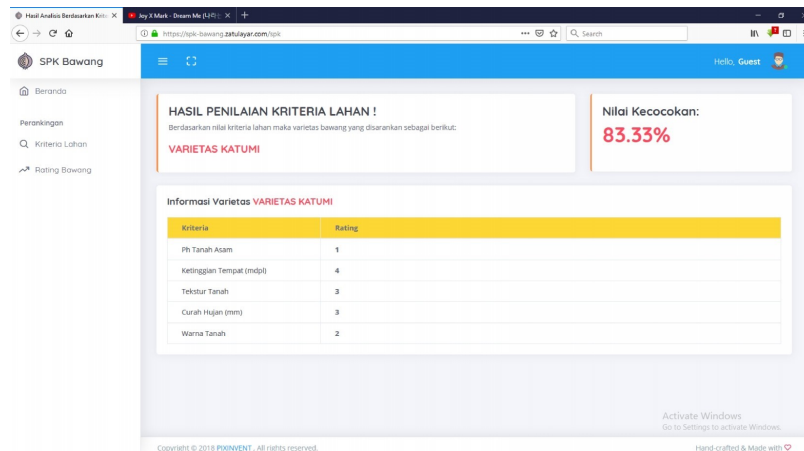 Hasil Analisis Berdasarkan Krite
Joy X Mark - Dream Me
https://spk-bawang.zatulayar.com/spk
Search
SPK Bawang
Hello, Guest
Beranda
Perankingan
Kriteria Lahan
Rating Bawang
HASIL PENILAIAN KRITERIA LAHAN !
Berdasarkan nilai kriteria lahan maka varietas bawang yang disarankan sebagai berikut:
VARIETAS KATUMI
Nilai Kecocokan:
83.33%
Informasi Varietas VARIETAS KATUMI
Kriteria Rating
Ph Tanah Asam 1
Ketinggian Tempat (mdpl) 4
Tekstur Tanah 3
Curah Hujan (mm) 3
Warna Tanah 2
Activate Windows
Go to Settings to activate Windows.
Copyright © 2018 PIXINVENT , All rights reserved.
Hand-crafted & Made with